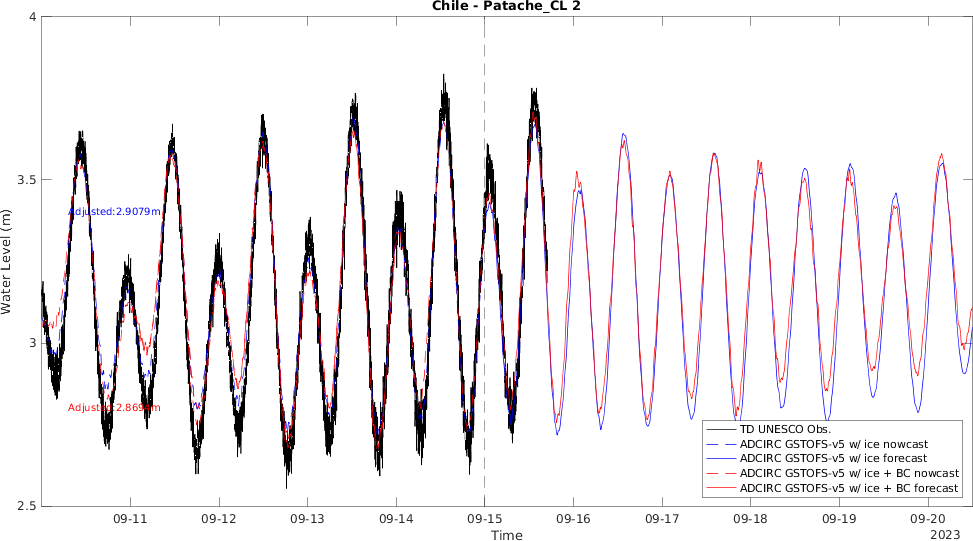 Chile - Patache_CL 2
Water Level (m)
4
3.5
3
2.5
Adjusted:2.9079m
TD UNESCO Obs.
ADCIRC GSTOFS-v5 w/ ice nowcast
ADCIRC GSTOFS-v5 w/ ice forecast
ADCIRC GSTOFS-v5 w/ ice + BC nowcast
ADCIRC GSTOFS-v5 w/ ice + BC forecast
09-11
09-12
09-13
09-14
09-15
09-16
09-17
09-18
09-19
09-20
Time
2023